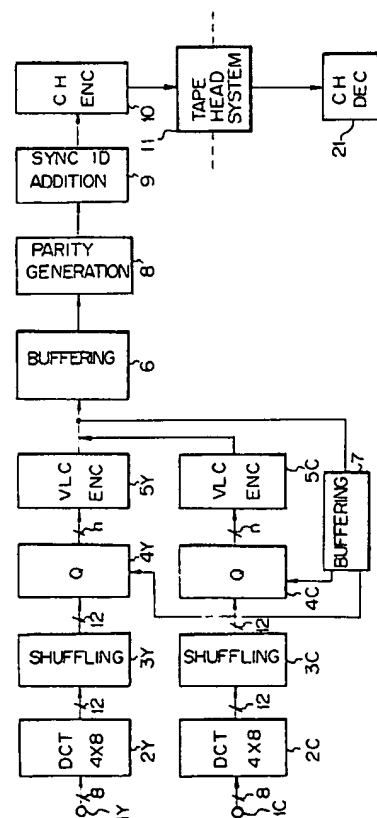 1Y
8
DCT
4X8
2Y
12
SHUFFLING
3Y
12
Q
4Y
n
VLC
ENC
5Y
BUFFERING
6
PARITY
GENERATION
8
SYNC ID
ADDITION
9
CH
ENC
10
TAPE
HEAD
SYSTEM
11
CH
DEC
21
1C
8
DCT
4X8
2C
12
SHUFFLING
3C
12
Q
4C
n
VLC
ENC
5C
BUFFERING
7